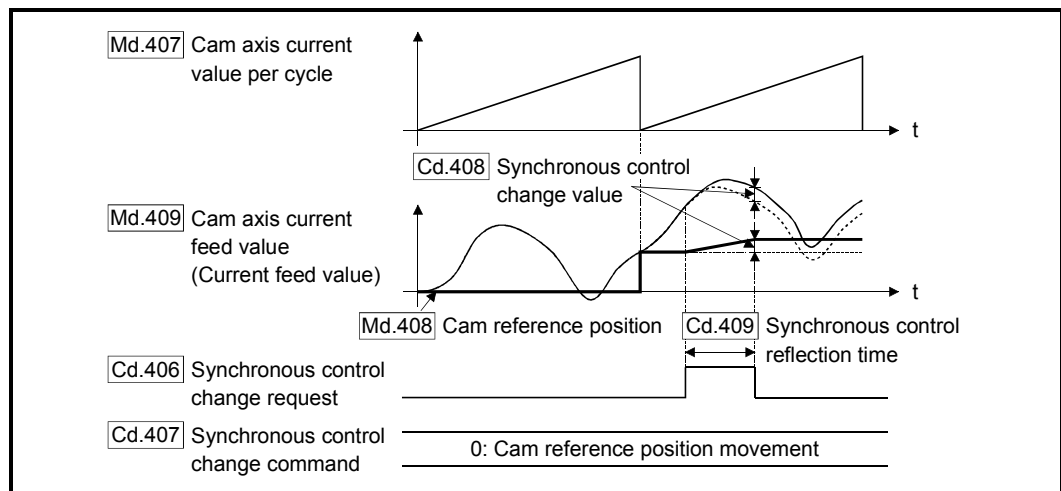 Md.407 Cam axis current
value per cycle
t
Cd.408 Synchronous control
change value
Md.409 Cam axis current
feed value
(Current feed value)
t
Md.408 Cam reference position
Cd.409 Synchronous control
reflection time
Cd.406 Synchronous control
change request
Cd.407 Synchronous control
change command
0: Cam reference position movement